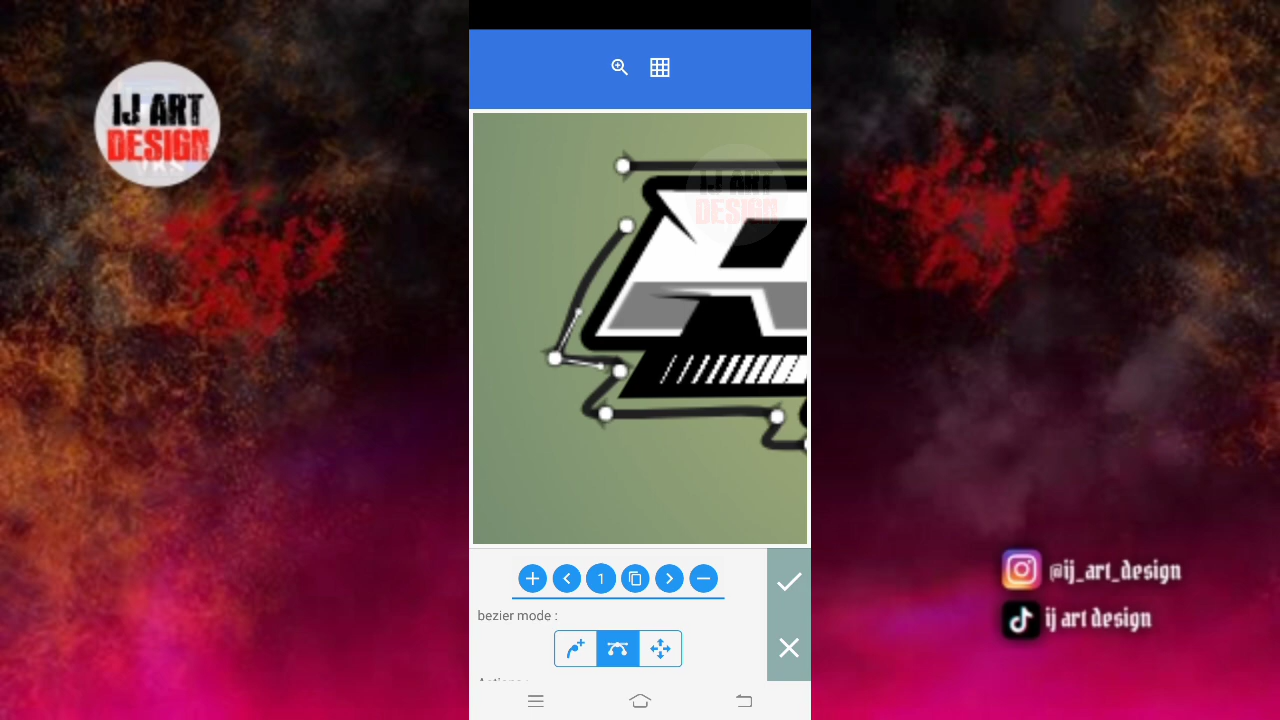 IJ ART
DESIGN
IJ ART
DESIGN
1
bezier mode :
@ij_art_design
ij art design